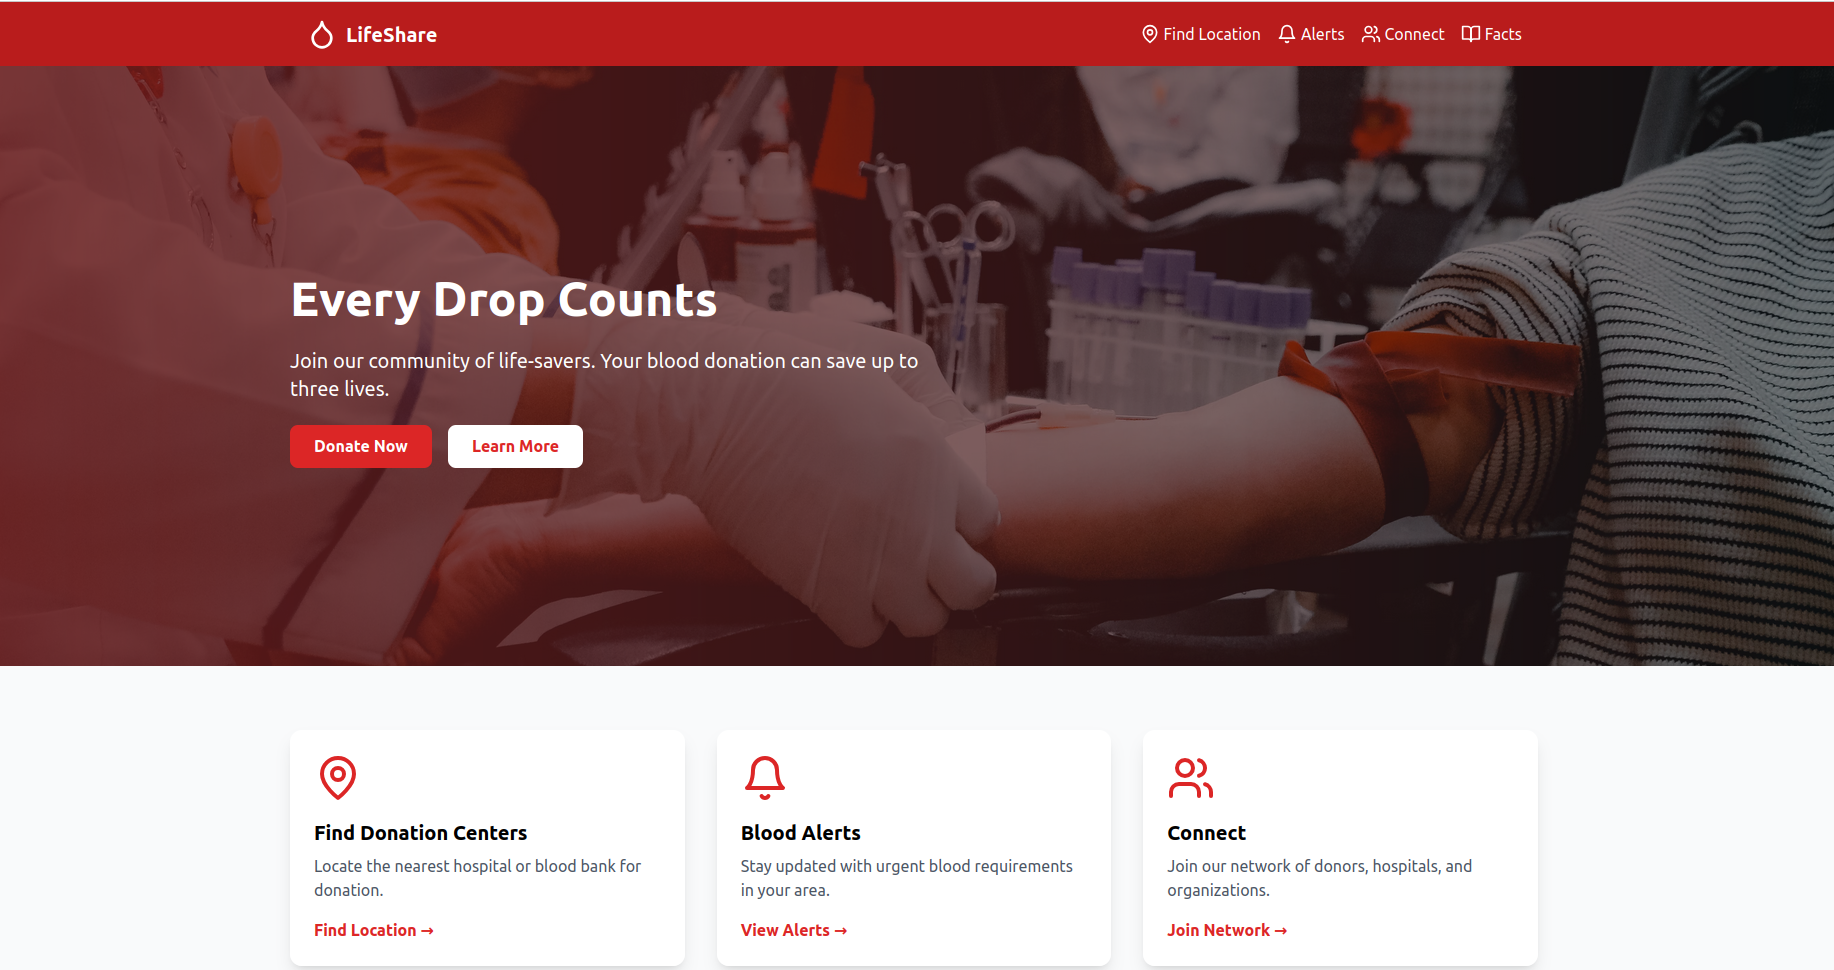 LifeShare
Find Location
Alerts
Connect
Facts
Every Drop Counts
Join our community of life-savers. Your blood donation can save up to
three lives.
Donate Now
Learn More
Find Donation Centers
Locate the nearest hospital or blood bank for
donation.
Find Location →
Blood Alerts
Stay updated with urgent blood requirements
in your area.
View Alerts →
Connect
Join our network of donors, hospitals, and
organizations.
Join Network →